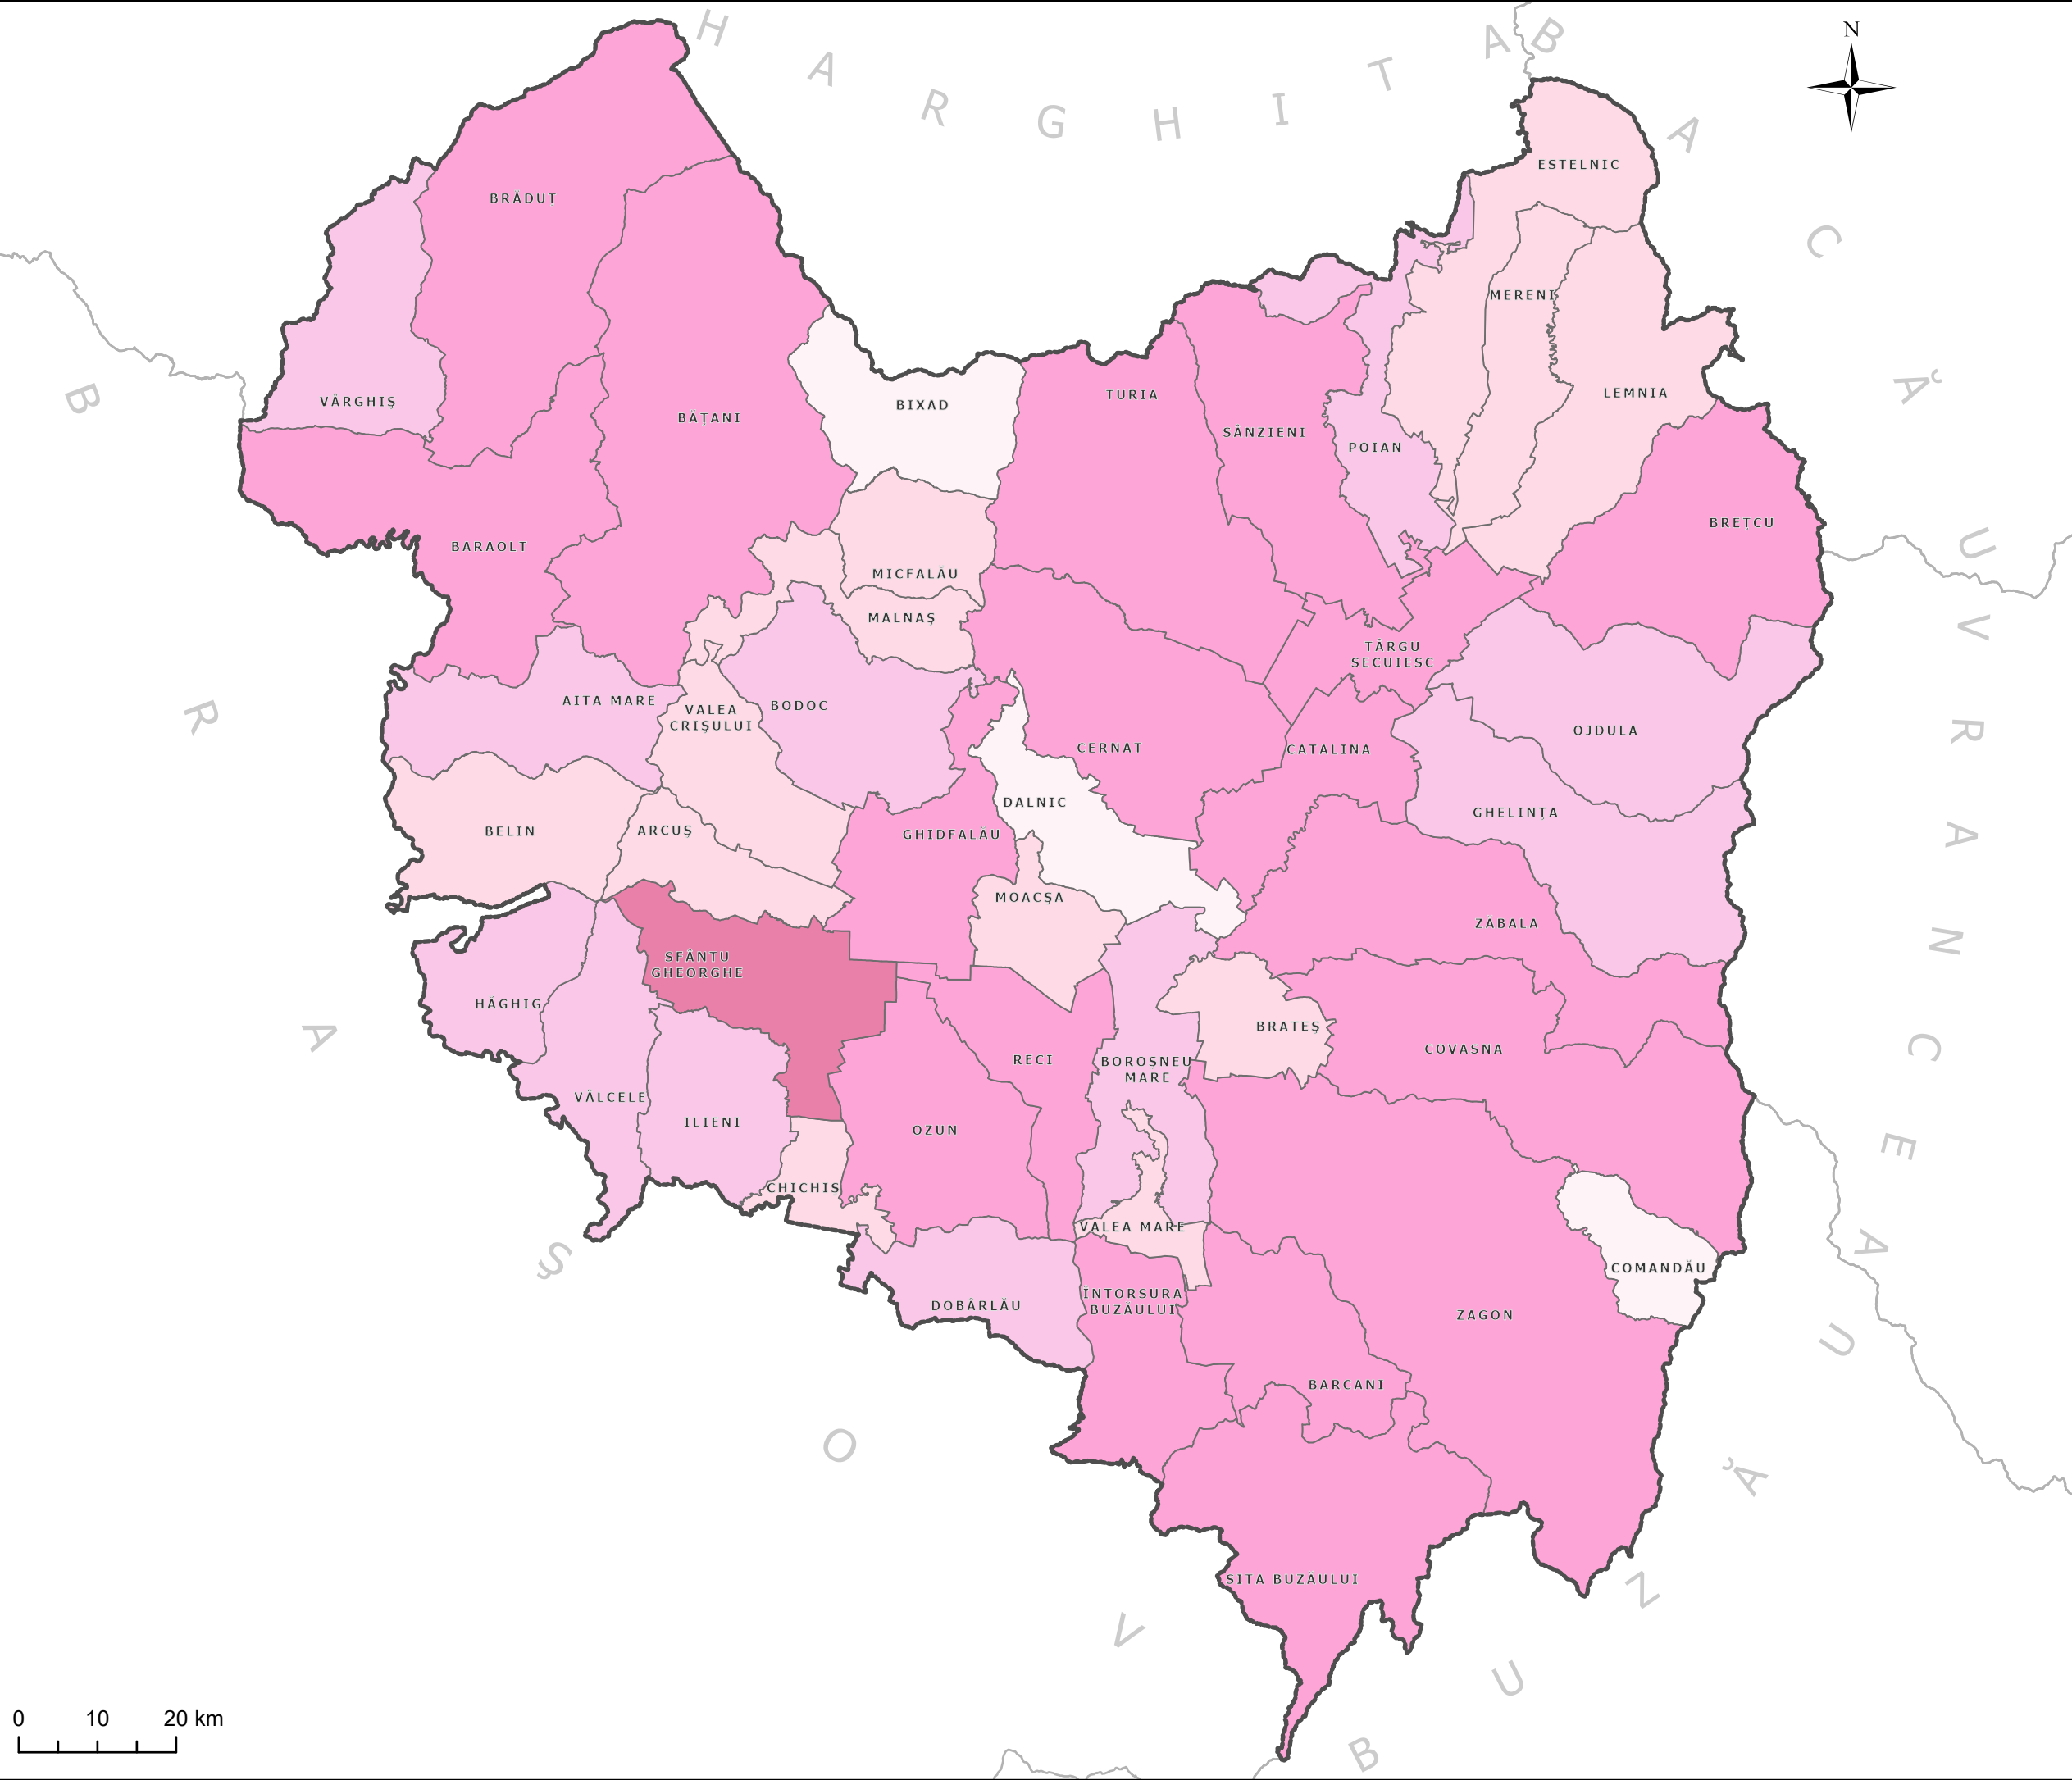 HARGHITA
BACĂU
N
ESTELNIC
BRĂDUȚ
MERENI
VÂRGHIȘ
BIXAD
TURIA
LEMNIA
BAȚANI
SÂNZIENI
POIAN
BREȚCU
BARAOLT
MICFALĂU
MALNAȘ
TÂRGU
SECUIESC
AITA MARE
VALEA
CRIȘULUI
BODOC
OJDULA
CERNAT
CATALINA
DALNIC
GHELINȚA
BELIN
ARCUȘ
GHIDFALĂU
MOACȘA
ZĂBALA
SFÂNTU
GHEORGHE
HĂGHIG
BRATEȘ
COVASNA
RECI
BOROȘNEU
MARE
VÂLCELE
ILIENI
OZUN
CHICHIȘ
VALEA MARE
COMANDĂU
DOBÂRLĂU
ÎNTORSURA
BUZĂULUI
ZAGON
BARCANI
SITA BUZĂULUI
BRAȘOV
VRANCEA
BUZĂU
0 10 20 km